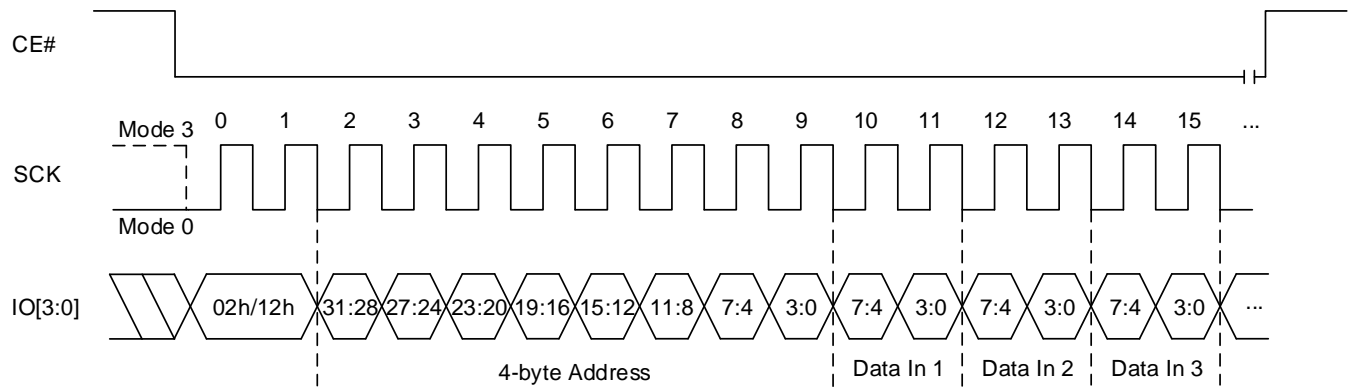 CE#
Mode 3 0 1 2 3 4 5 6 7 8 9 10 11 12 13 14 15 ...
SCK
Mode 0
IO[3:0] 02h/12h 31:28 27:24 23:20 19:16 15:12 11:8 7:4 3:0 7:4 3:0 7:4 3:0 7:4 3:0 ...
4-byte Address Data In 1 Data In 2 Data In 3